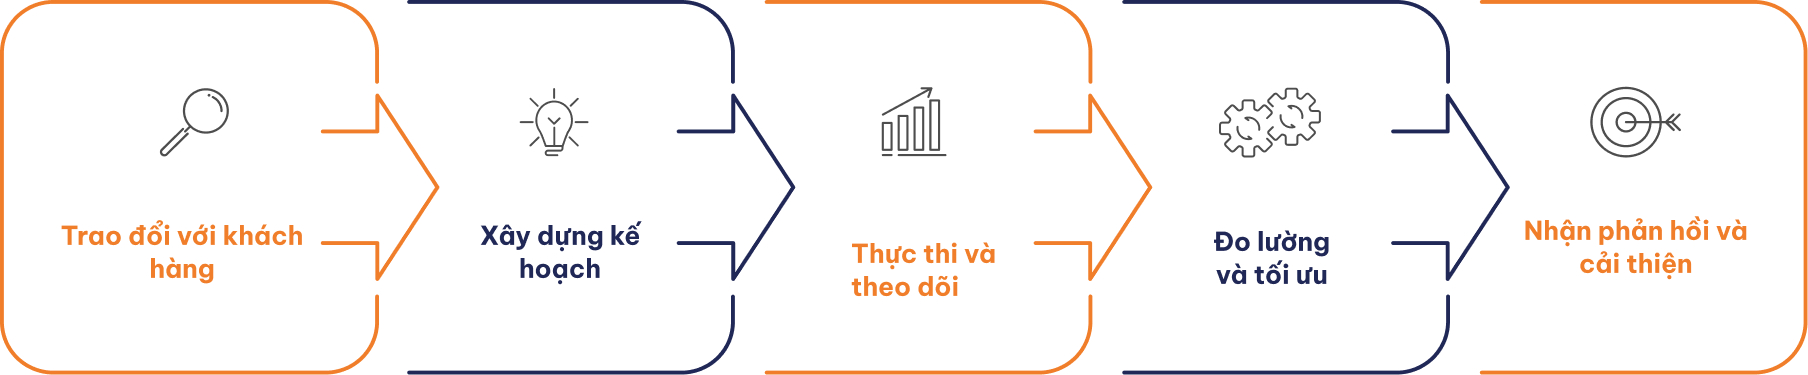 Trao đổi với khách
hàng
Xây dựng kế
hoạch
Thực thi và
theo dõi
Đo lường
và tối ưu
Nhận phản hồi và
cải thiện